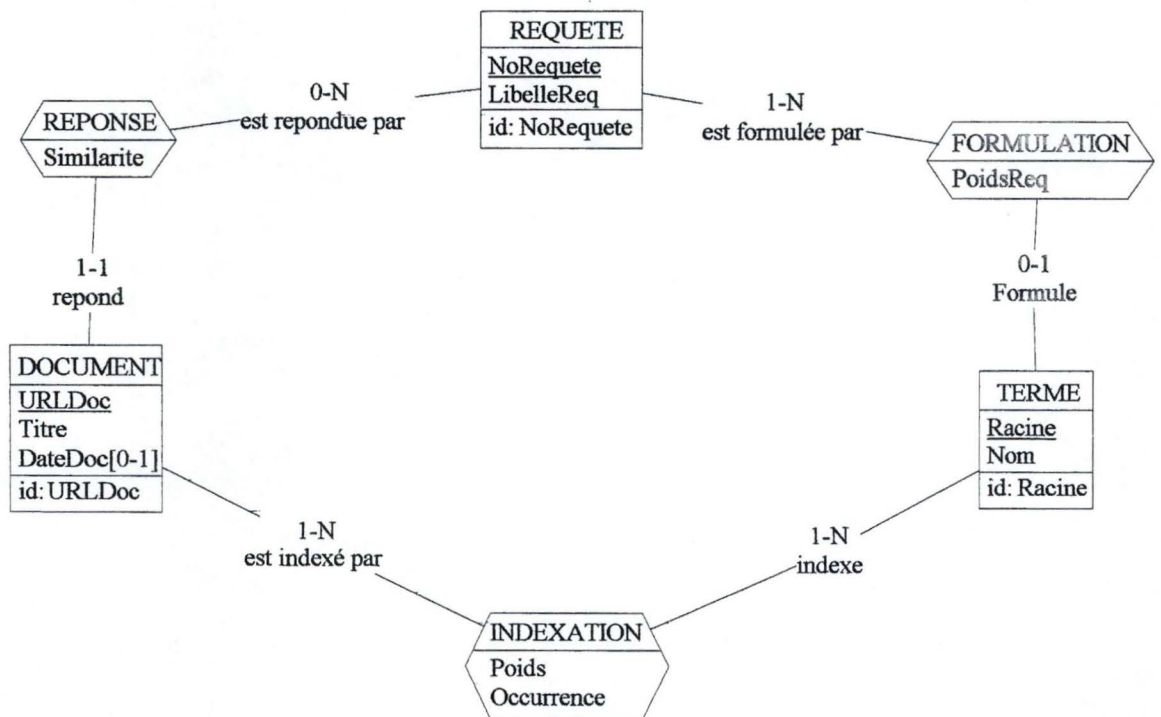 REQUETE
NoRequete
LibelleReq
id: NoRequete
0-N
est repondue par
1-N
est formulée par
REPONSE
Similarite
FORMULATION
PoidsReq
1-1
repond
0-1
Formule
DOCUMENT
URLDoc
Titre
DateDoc[0-1]
id: URLDoc
TERME
Racine
Nom
id: Racine
1-N
est indexé par
1-N
indexe
INDEXATION
Poids
Occurrence